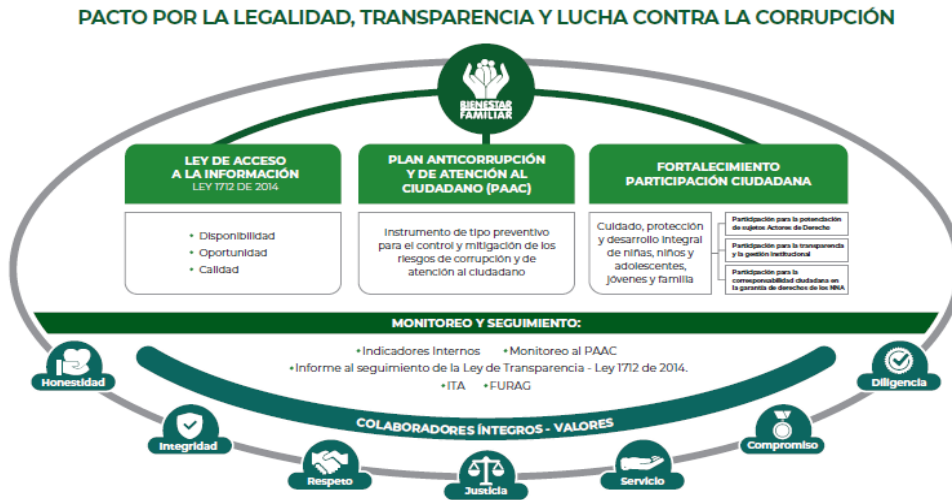 PACTO POR LA LEGALIDAD, TRANSPARENCIA Y LUCHA CONTRA LA CORRUPCIÓN
BIENESTAR
FAMILIAR
LEY DE ACCESO
A LA INFORMACIÓN
LEY 1712 DE 2014
• Disponibilidad
• Oportunidad
• Calidad
PLAN ANTICORRUPCIÓN
Y DE ATENCIÓN AL
CIUDADANO (PAAC)
Instrumento de tipo preventivo
para el control y mitigación de los
riesgos de corrupción y de
atención al ciudadano
FORTALECIMIENTO
PARTICIPACIÓN CIUDADANA
Cuidado, protección
y desarrollo integral
de niñas, niños y
adolescentes,
jóvenes y familia
Participación para la potenciación
de sujetos Actores de Derecho
Participación para la transparencia
y la gestión institucional
Participación para la
corresponsabilidad ciudadana en
la garantía de derechos de los NNA
MONITOREO Y SEGUIMIENTO:
•Indicadores Internos •Monitoreo al PAAC
•Informe al seguimiento de la Ley de Transparencia - Ley 1712 de 2014.
•ITA •FURAG
COLABORADORES ÍNTEGROS - VALORES
Honestidad
Integridad
Respeto
Justicia
Servicio
Compromiso
Diligencia